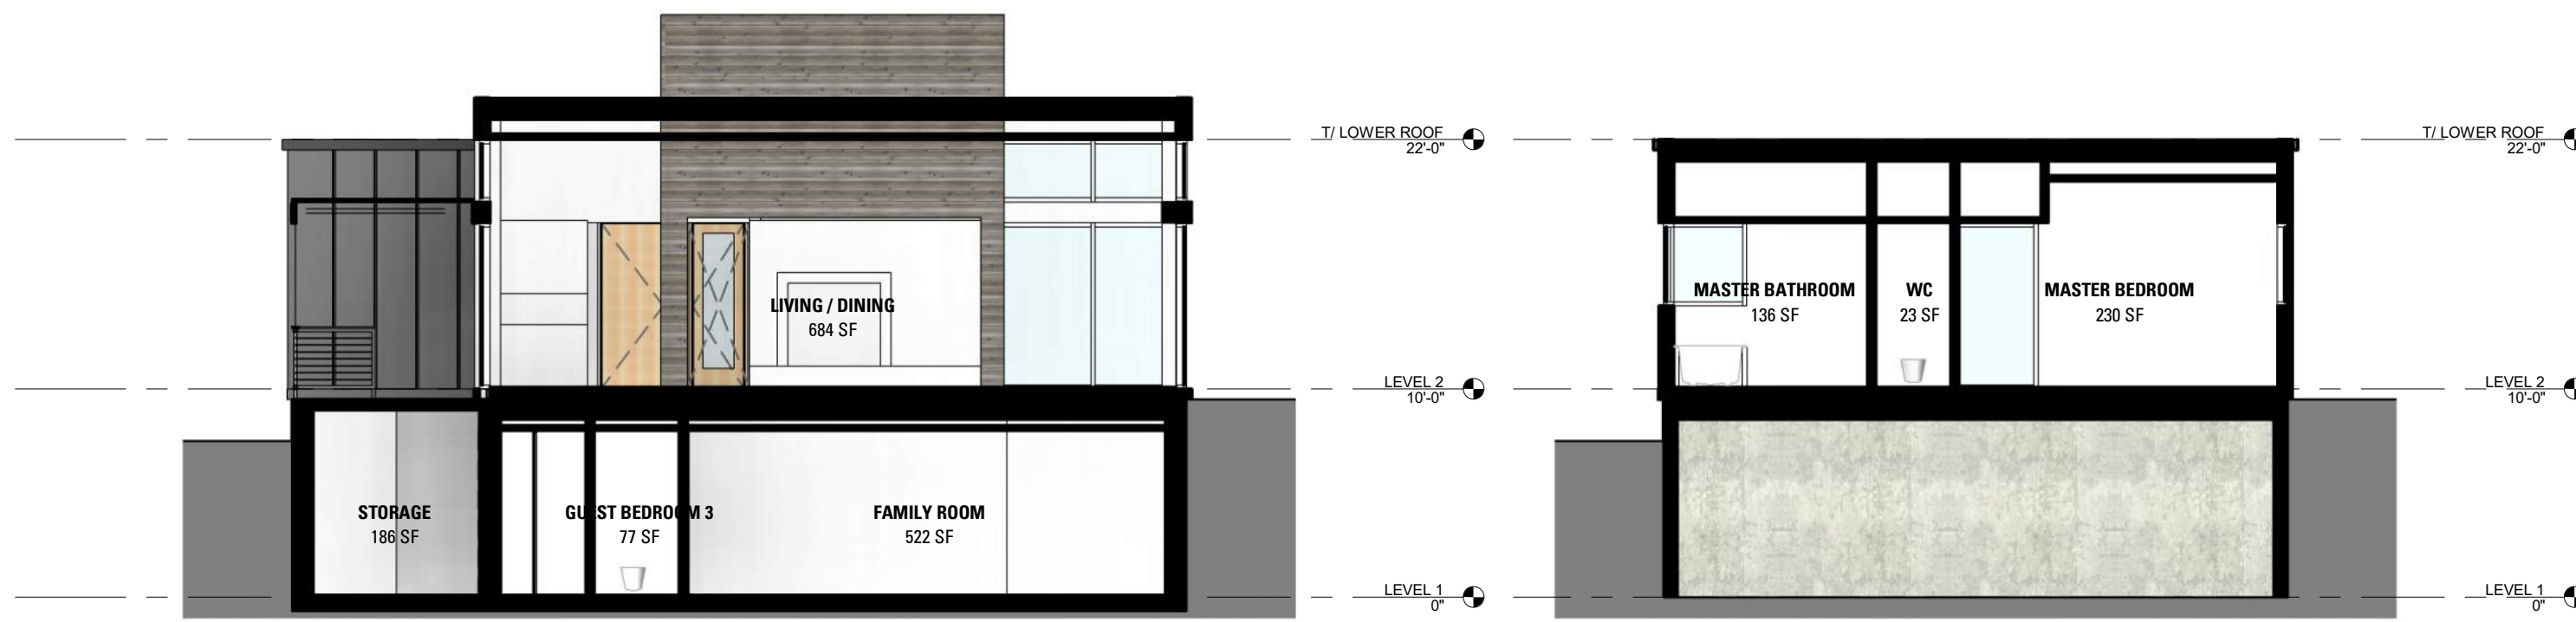 T/ LOWER ROOF
22'-0"
LIVING / DINING
684 SF
LEVEL 2
10'-0"
STORAGE
186 SF
GUEST BEDROOM 3
77 SF
FAMILY ROOM
522 SF
LEVEL 1
0"
T/ LOWER ROOF
22'-0"
MASTER BATHROOM
136 SF
WC
23 SF
MASTER BEDROOM
230 SF
LEVEL 2
10'-0"
LEVEL 1
0"